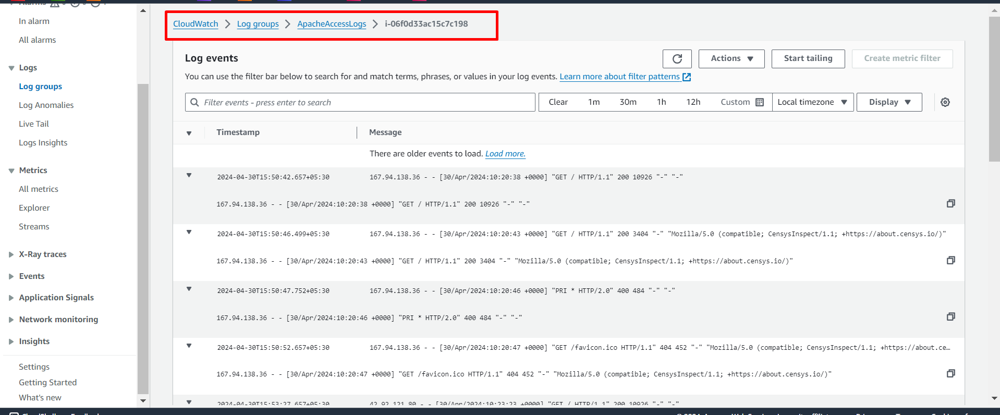 In alarm
All alarms
Logs
Log groups
Log Anomalies
Live Tail
Logs Insights
Metrics
All metrics
Explorer
Streams
X-Ray traces
Events
Application Signals
Network monitoring
Insights
Settings
Getting Started
What's new
CloudWatch > Log groups > ApacheAccessLogs > i-06f0d33ac15c7c198
Log events
Actions
Start tailing
Create metric filter
You can use the filter bar below to search for and match terms, phrases, or values in your log events. Learn more about filter patterns
Filter events - press enter to search
Clear 1m 30m 1h 12h Custom
Local timezone
Display
Timestamp Message
There are older events to load. Load more.
2024-04-30T15:50:42.657+05:30 167.94.138.36 - - [30/Apr/2024:10:20:38 +0000] "GET / HTTP/1.1" 200 10926 "-" "-"
167.94.138.36 - - [30/Apr/2024:10:20:38 +0000] "GET / HTTP/1.1" 200 10926 "-" "-"
2024-04-30T15:50:46.499+05:30 167.94.138.36 - - [30/Apr/2024:10:20:43 +0000] "GET / HTTP/1.1" 200 3404 "-" "Mozilla/5.0 (compatible; CensysInspect/1.1; +https://about.censys.io/)"
167.94.138.36 - - [30/Apr/2024:10:20:43 +0000] "GET / HTTP/1.1" 200 3404 "-" "Mozilla/5.0 (compatible; CensysInspect/1.1; +https://about.censys.io/)"
2024-04-30T15:50:47.752+05:30 167.94.138.36 - - [30/Apr/2024:10:20:46 +0000] "PRI * HTTP/2.0" 400 484 "-" "-"
167.94.138.36 - - [30/Apr/2024:10:20:46 +0000] "PRI * HTTP/2.0" 400 484 "-" "-"
2024-04-30T15:50:52.657+05:30 167.94.138.36 - - [30/Apr/2024:10:20:47 +0000] "GET /favicon.ico HTTP/1.1" 404 452 "-" "Mozilla/5.0 (compatible; CensysInspect/1.1; +https://about.ce…
167.94.138.36 - - [30/Apr/2024:10:20:47 +0000] "GET /favicon.ico HTTP/1.1" 404 452 "-" "Mozilla/5.0 (compatible; CensysInspect/1.1; +https://about.censys.io/)"
2024-04-30T15:53:27.657+05:30 42.92.121.80 - - [30/Apr/2024:10:23:23 +0000] "GET / HTTP/1.1" 200 10926 "-" "-"